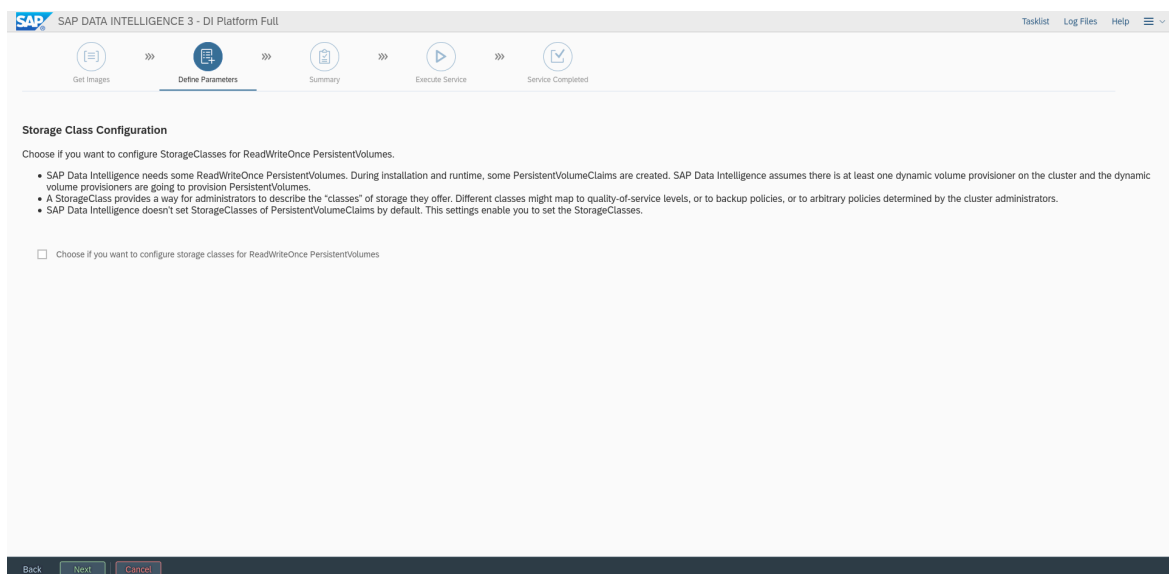 SAP SAP DATA INTELLIGENCE 3 - DI Platform Full Tasklist Log Files Help
Get Images Define Parameters Summary Execute Service Service Completed
Storage Class Configuration
Choose if you want to configure StorageClasses for ReadWriteOnce PersistentVolumes.
• SAP Data Intelligence needs some ReadWriteOnce PersistentVolumes. During installation and runtime, some PersistentVolumeClaims are created. SAP Data Intelligence assumes there is at least one dynamic volume provisioner on the cluster and the dynamic
volume provisioners are going to provision PersistentVolumes.
• A StorageClass provides a way for administrators to describe the “classes” of storage they offer. Different classes might map to quality-of-service levels, or to backup policies, or to arbitrary policies determined by the cluster administrators.
• SAP Data Intelligence doesn't set StorageClasses of PersistentVolumeClaims by default. This settings enable you to set the StorageClasses.
Choose if you want to configure storage classes for ReadWriteOnce PersistentVolumes
Back Next Cancel